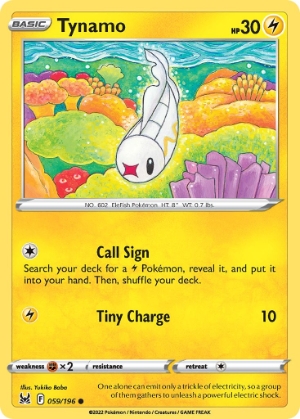 BASIC Tynamo HP30
NO. 602 EleFish Pokémon HT: 8" WT: 0.7 lbs.
Call Sign
Search your deck for a Pokémon, reveal it, and put it
into your hand. Then, shuffle your deck.
Tiny Charge 10
weakness ×2 resistance retreat
Illus. Yukiko Baba
F 059/196
One alone can emit only a trickle of electricity, so a group
of them gathers to unleash a powerful electric shock.
©2022 Pokémon / Nintendo / Creatures / GAME FREAK